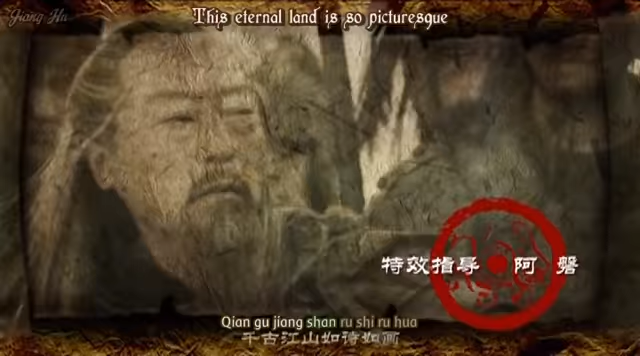 This eternal land is so picturesque
Jiang Hu
特效指导 阿 磐
Qian gu jiang shan ru shi ru hua
千古江山如诗如画